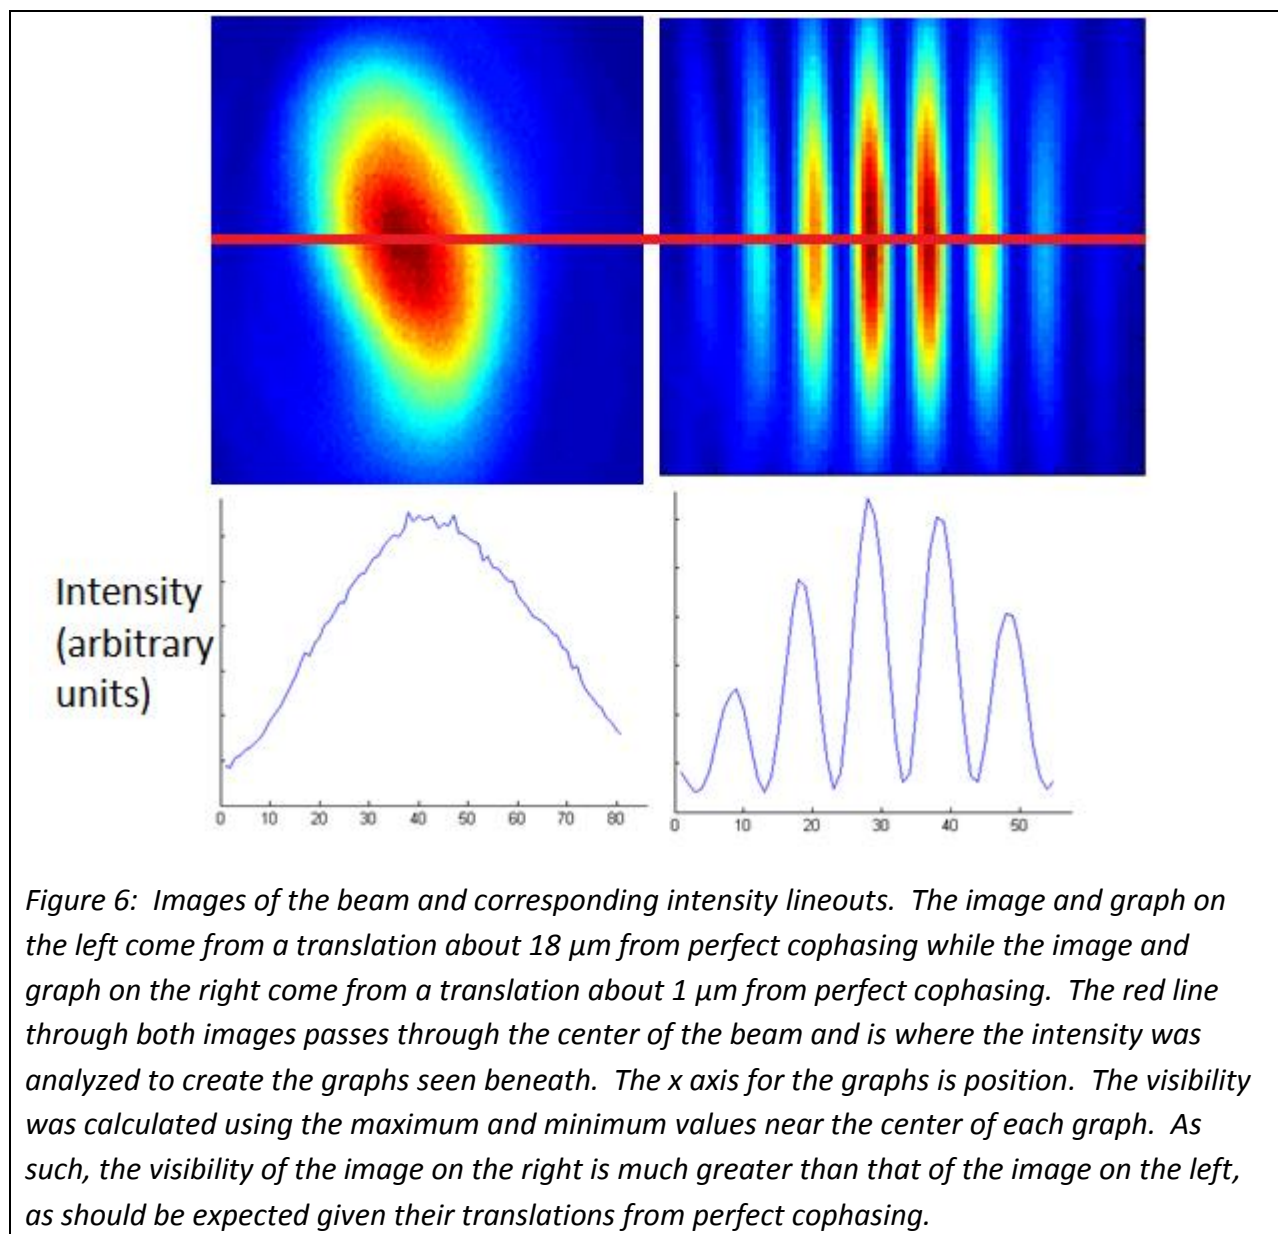 Intensity
(arbitrary
units)
0 10 20 30 40 50 60 70 80
0 10 20 30 40 50
Figure 6:  Images of the beam and corresponding intensity lineouts.  The image and graph on
the left come from a translation about 18 μm from perfect cophasing while the image and
graph on the right come from a translation about 1 μm from perfect cophasing.  The red line
through both images passes through the center of the beam and is where the intensity was
analyzed to create the graphs seen beneath.  The x axis for the graphs is position.  The visibility
was calculated using the maximum and minimum values near the center of each graph.  As
such, the visibility of the image on the right is much greater than that of the image on the left,
as should be expected given their translations from perfect cophasing.